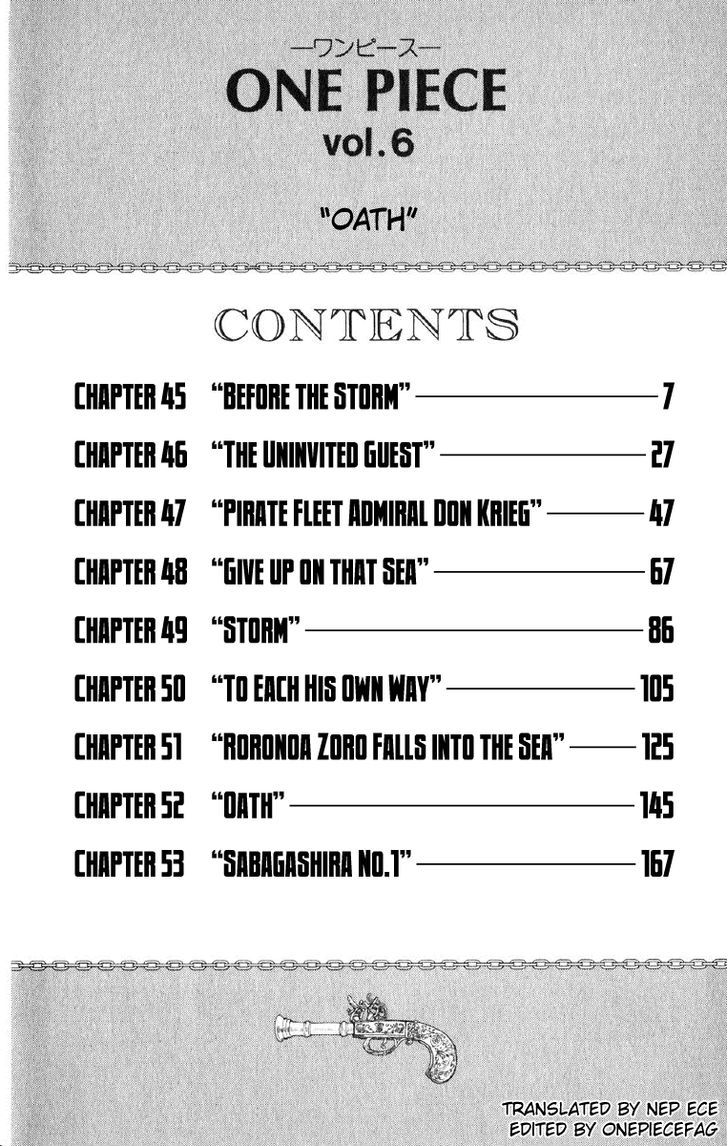 ―ワンピース―
ONE PIECE
vol.6
"OATH"
CONTENTS
CHAPTER 45 “BEFORE THE STORM” 7
CHAPTER 46 “THE UNINVITED GUEST” 27
CHAPTER 47 “PIRATE FLEET ADMIRAL DON KRIEG” 47
CHAPTER 48 “GIVE UP ON THAT SEA” 67
CHAPTER 49 “STORM” 86
CHAPTER 50 “TO EACH HIS OWN WAY” 105
CHAPTER 51 “RORONOA ZORO FALLS INTO THE SEA” 125
CHAPTER 52 “OATH” 145
CHAPTER 53 “SABAGASHIRA NO.1” 167
TRANSLATED BY NEP ECE
EDITED BY ONEPIECEFAG